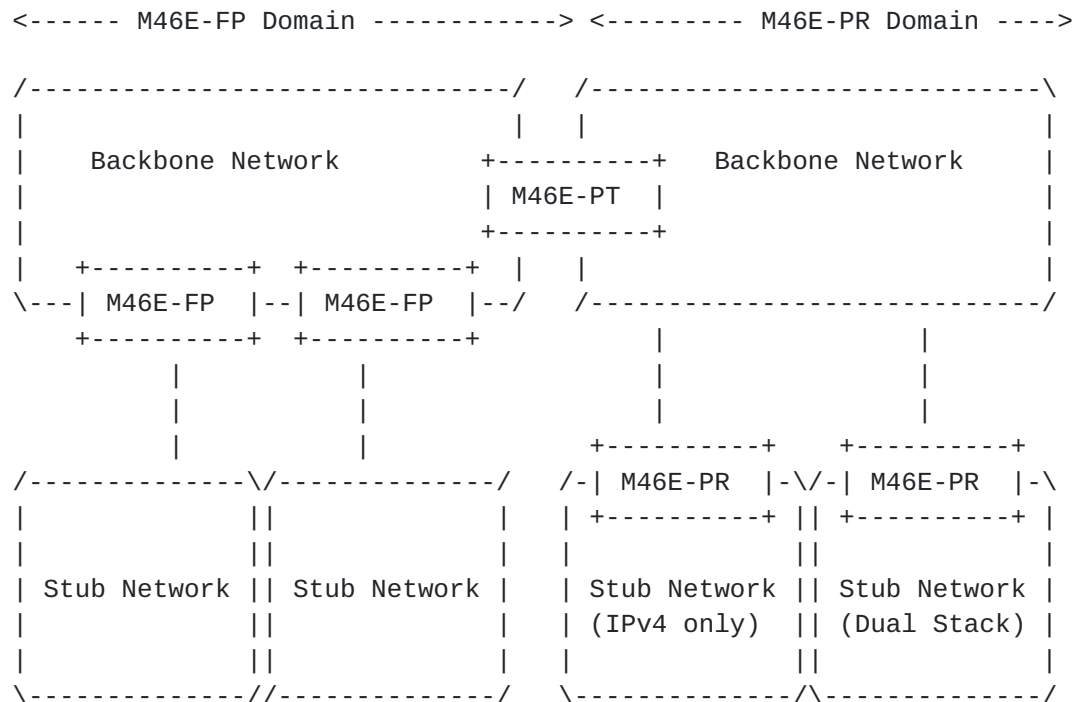 <------ M46E-FP Domain ------------> <--------- M46E-PR Domain ---->
Backbone Network Backbone Network
M46E-PT
M46E-FP M46E-FP
M46E-PR M46E-PR
Stub Network Stub Network Stub Network Stub Network
(IPv4 only) (Dual Stack)